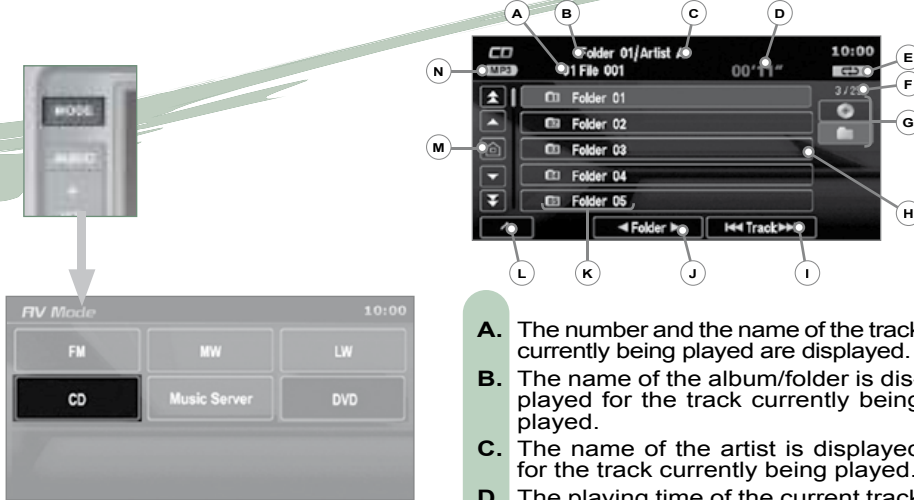 A B C D
CD Folder 01/Artist A 10:00
MP3 01 File 001 00'11"
E
N
F
3/25
Folder 01
G
Folder 02
M
Folder 03
Folder 04
H
Folder 05
Folder Track
L K J I
MODE
AV Mode 10:00
FM MW LW
CD Music Server DVD
A. The number and the name of the track
currently being played are displayed.
B. The name of the album/folder is dis
played for the track currently being
played.
C. The name of the artist is displayed
for the track currently being played.
D. The playing time of the current track